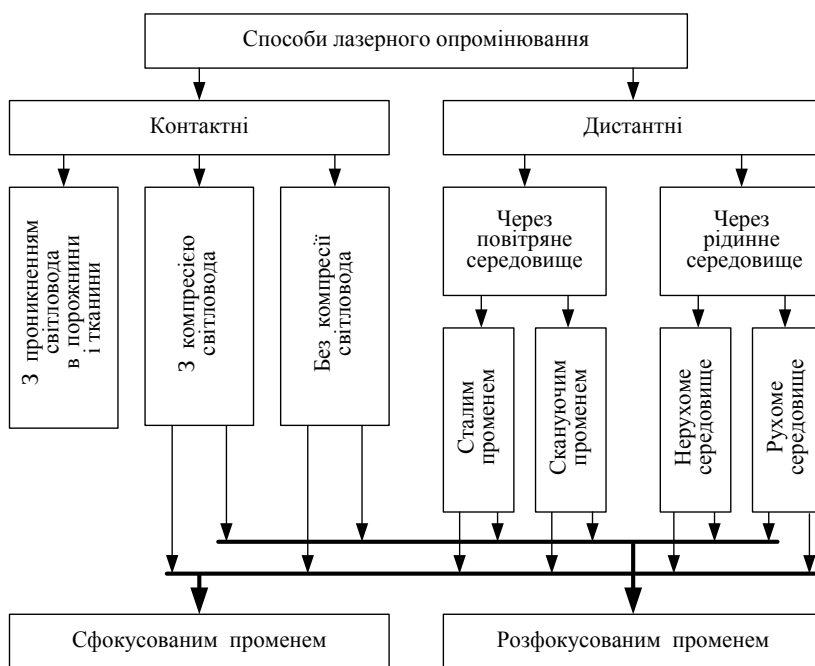 Способи лазерного опромінювання
Контактні
Дистантні
З проникненням
світловода
в порожнини
і тканини
З компресією
світловода
Без компресії
світловода
Через
повітряне
середовище
Через
рідинне
середовище
Сталим
променем
Скануючим
променем
Нерухоме
середовище
Рухоме
середовище
Сфокусованим променем
Розфокусованим променем